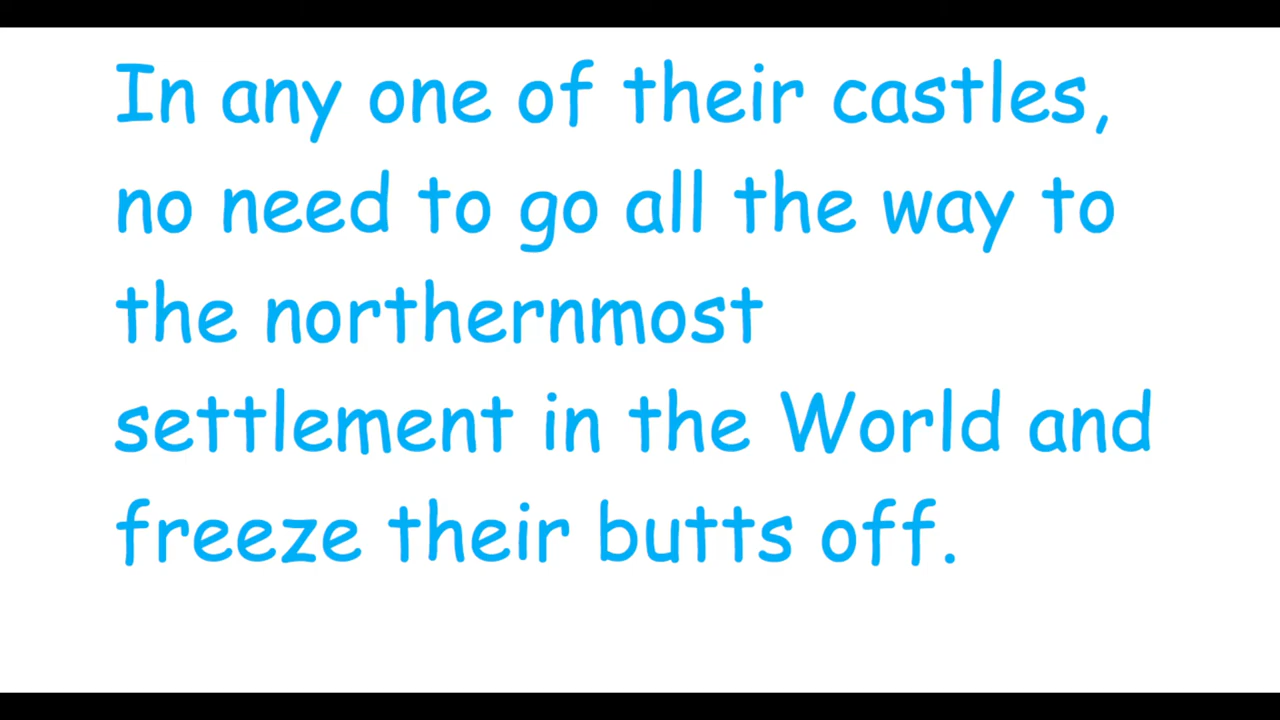 In any one of their castles,
no need to go all the way to
the northernmost
settlement in the World and
freeze their butts off.